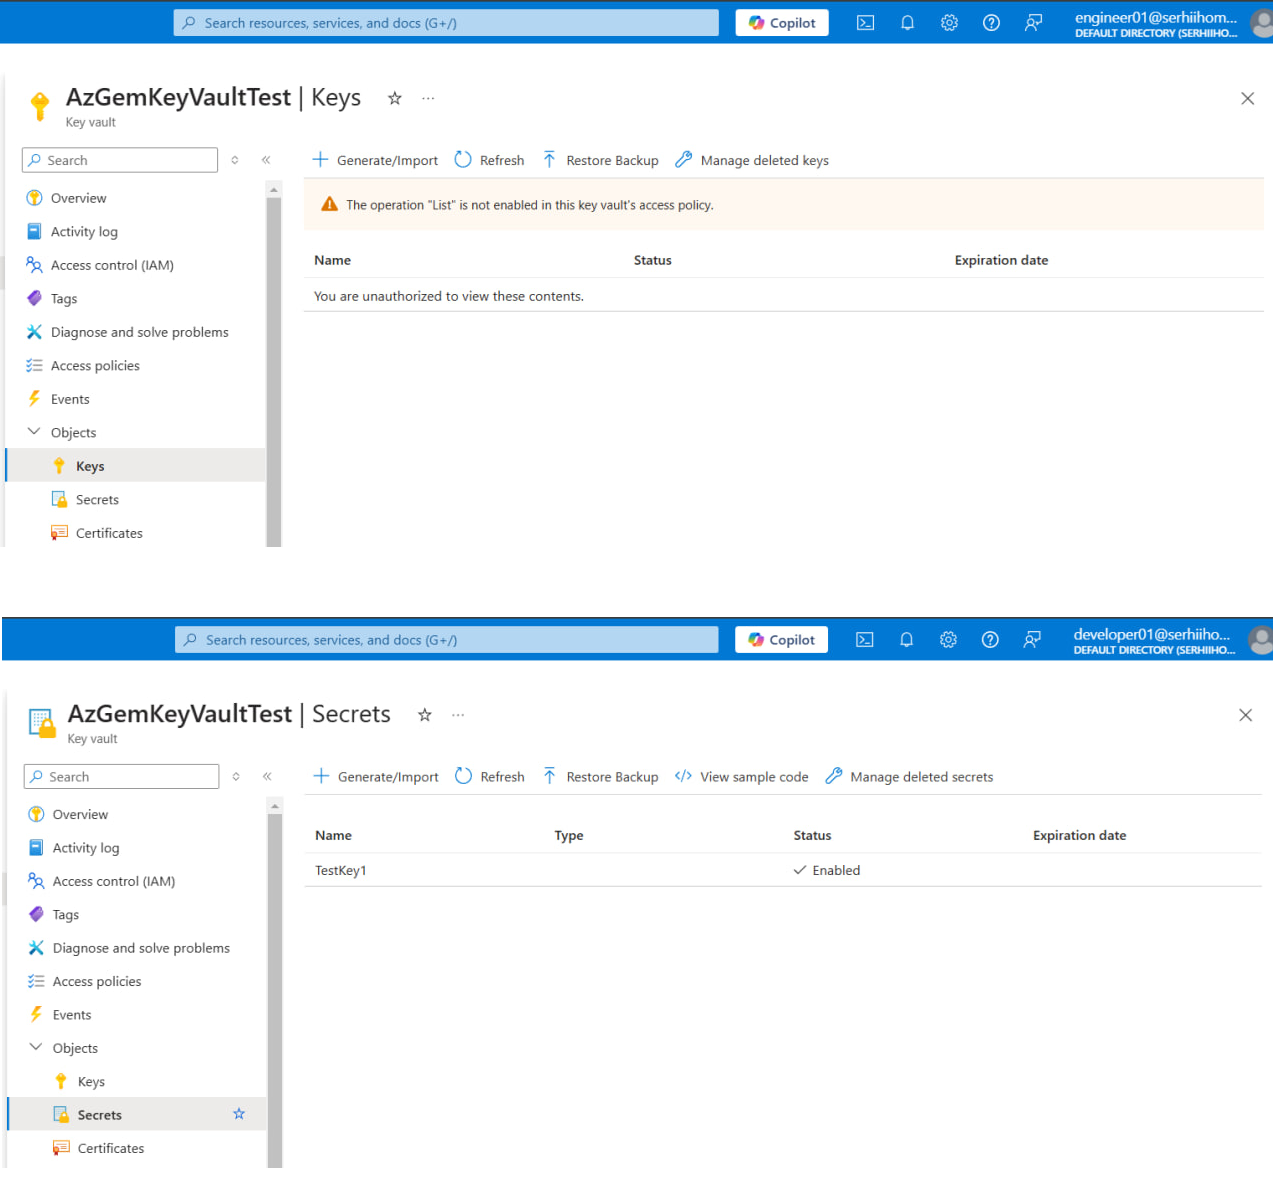 Search resources, services, and docs (G+/)
Copilot
engineer01@serhiihom...
DEFAULT DIRECTORY (SERHIIHO...
AzGemKeyVaultTest | Keys
Key vault
Search
Generate/Import
Refresh
Restore Backup
Manage deleted keys
Overview
Activity log
Access control (IAM)
Tags
Diagnose and solve problems
Access policies
Events
Objects
Keys
Secrets
Certificates
The operation "List" is not enabled in this key vault's access policy.
Name Status Expiration date
You are unauthorized to view these contents.
Search resources, services, and docs (G+/)
Copilot
developer01@serhiiho...
DEFAULT DIRECTORY (SERHIIHO...
AzGemKeyVaultTest | Secrets
Key vault
Search
Generate/Import
Refresh
Restore Backup
View sample code
Manage deleted secrets
Overview
Activity log
Access control (IAM)
Tags
Diagnose and solve problems
Access policies
Events
Objects
Keys
Secrets
Certificates
Name Type Status Expiration date
TestKey1 Enabled